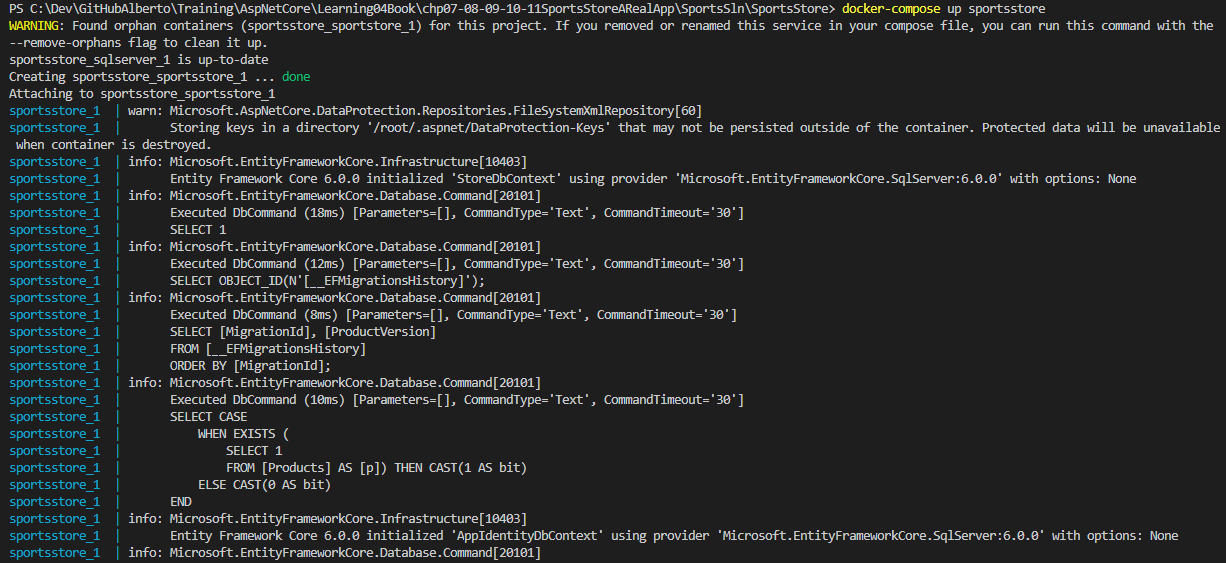 PS C:\Dev\GitHubAlberto\Training\AspNetCore\Learning04Book\chp07-08-09-10-11SportsStoreARealApp\SportsSln\SportsStore> docker-compose up sportsstore
WARNING: Found orphan containers (sportsstore_sportsstore_1) for this project. If you removed or renamed this service in your compose file, you can run this command with the
--remove-orphans flag to clean it up.
sportsstore_sqlserver_1 is up-to-date
Creating sportsstore_sportsstore_1 ... done
Attaching to sportsstore_sportsstore_1
sportsstore_1  | warn: Microsoft.AspNetCore.DataProtection.Repositories.FileSystemXmlRepository[60]
sportsstore_1  |       Storing keys in a directory '/root/.aspnet/DataProtection-Keys' that may not be persisted outside of the container. Protected data will be unavailable
 when container is destroyed.
sportsstore_1  | info: Microsoft.EntityFrameworkCore.Infrastructure[10403]
sportsstore_1  |       Entity Framework Core 6.0.0 initialized 'StoreDbContext' using provider 'Microsoft.EntityFrameworkCore.SqlServer:6.0.0' with options: None
sportsstore_1  | info: Microsoft.EntityFrameworkCore.Database.Command[20101]
sportsstore_1  |       Executed DbCommand (18ms) [Parameters=[], CommandType='Text', CommandTimeout='30']
sportsstore_1  |       SELECT 1
sportsstore_1  | info: Microsoft.EntityFrameworkCore.Database.Command[20101]
sportsstore_1  |       Executed DbCommand (12ms) [Parameters=[], CommandType='Text', CommandTimeout='30']
sportsstore_1  |       SELECT OBJECT_ID(N'[__EFMigrationsHistory]');
sportsstore_1  | info: Microsoft.EntityFrameworkCore.Database.Command[20101]
sportsstore_1  |       Executed DbCommand (8ms) [Parameters=[], CommandType='Text', CommandTimeout='30']
sportsstore_1  |       SELECT [MigrationId], [ProductVersion]
sportsstore_1  |       FROM [__EFMigrationsHistory]
sportsstore_1  |       ORDER BY [MigrationId];
sportsstore_1  | info: Microsoft.EntityFrameworkCore.Database.Command[20101]
sportsstore_1  |       Executed DbCommand (10ms) [Parameters=[], CommandType='Text', CommandTimeout='30']
sportsstore_1  |       SELECT CASE
sportsstore_1  |           WHEN EXISTS (
sportsstore_1  |               SELECT 1
sportsstore_1  |               FROM [Products] AS [p]) THEN CAST(1 AS bit)
sportsstore_1  |           ELSE CAST(0 AS bit)
sportsstore_1  |       END
sportsstore_1  | info: Microsoft.EntityFrameworkCore.Infrastructure[10403]
sportsstore_1  |       Entity Framework Core 6.0.0 initialized 'AppIdentityDbContext' using provider 'Microsoft.EntityFrameworkCore.SqlServer:6.0.0' with options: None
sportsstore_1  | info: Microsoft.EntityFrameworkCore.Database.Command[20101]